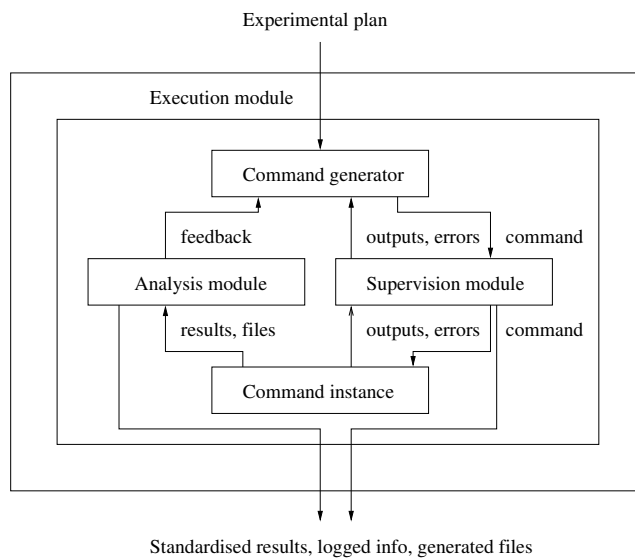 Experimental plan
Execution module
Command generator
feedback
outputs, errors
command
Analysis module
Supervision module
results, files
outputs, errors
command
Command instance
Standardised results, logged info, generated files